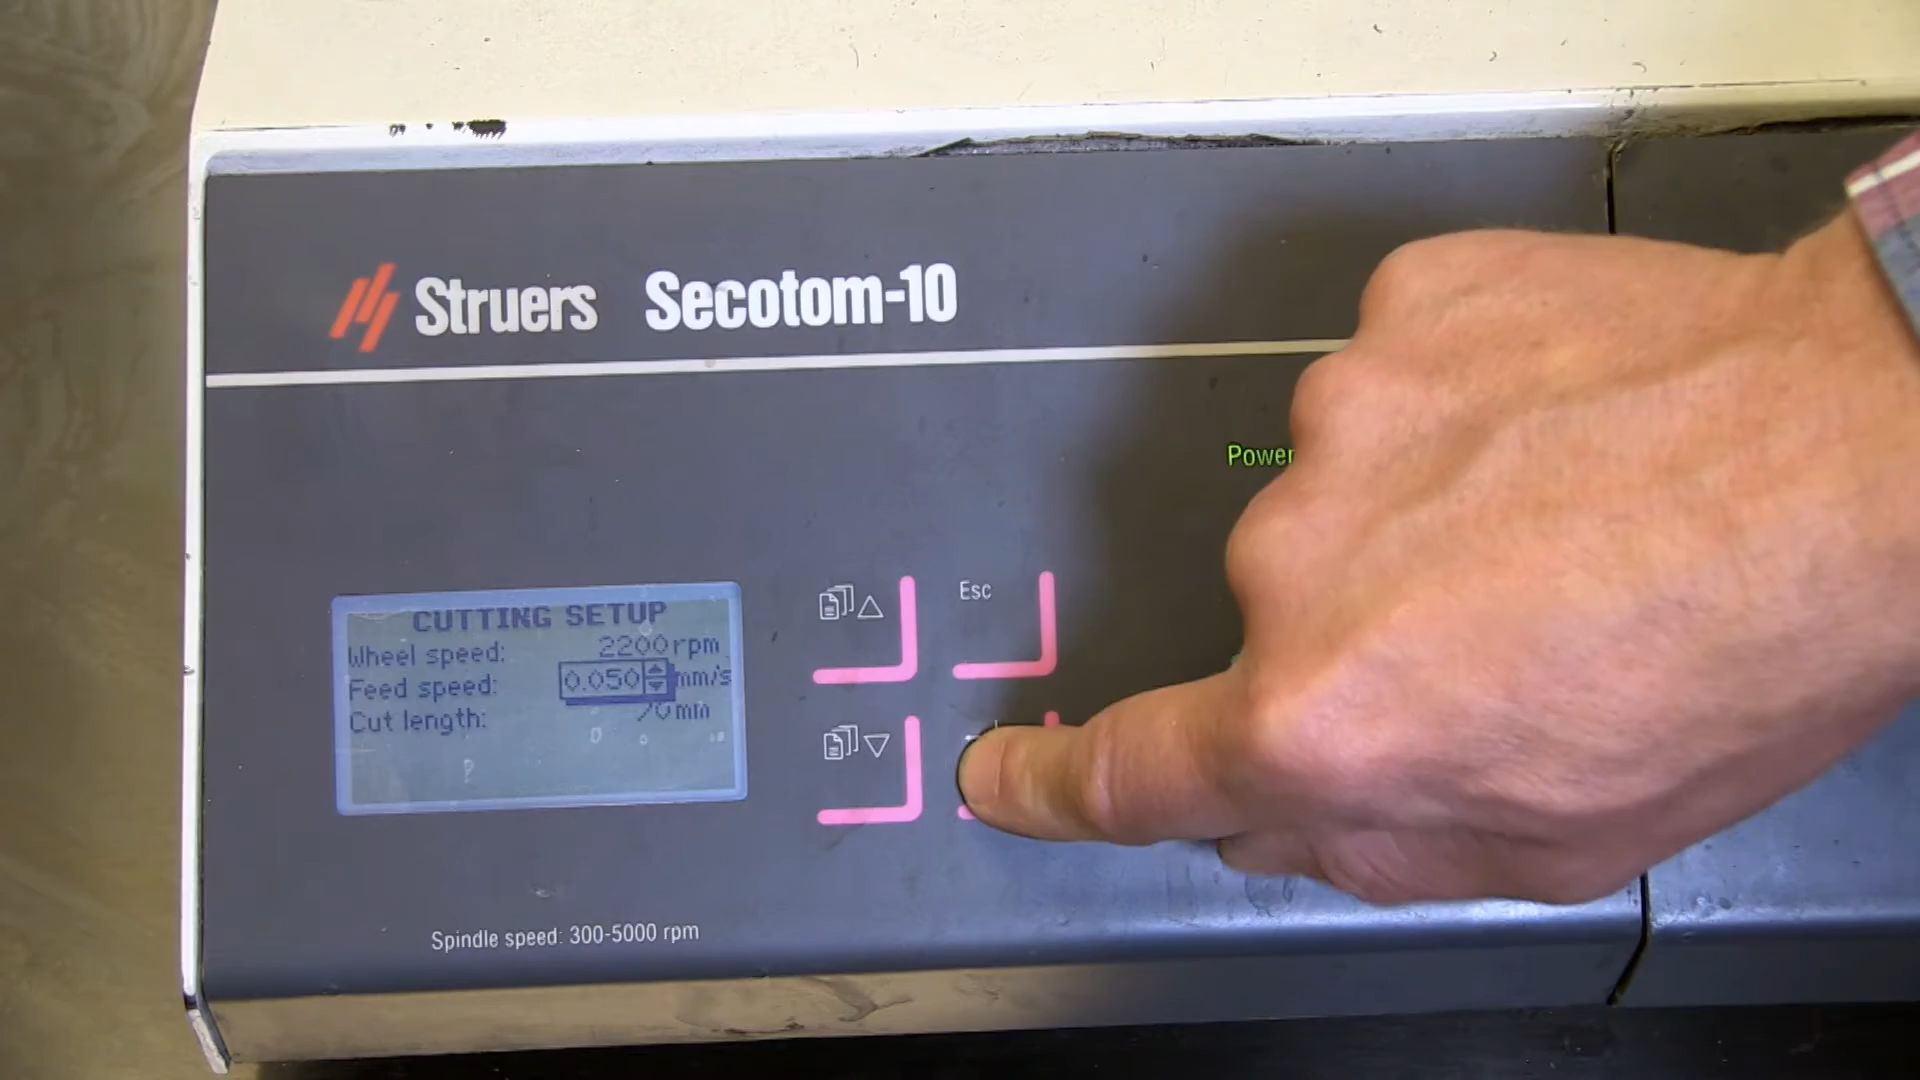 Struers Secotom-10
Power
CUTTING SETUP
Wheel speed: 2200rpm
Feed speed: 0.050 mm/s
Cut length: 70mm
Esc
Spindle speed: 300-5000 rpm